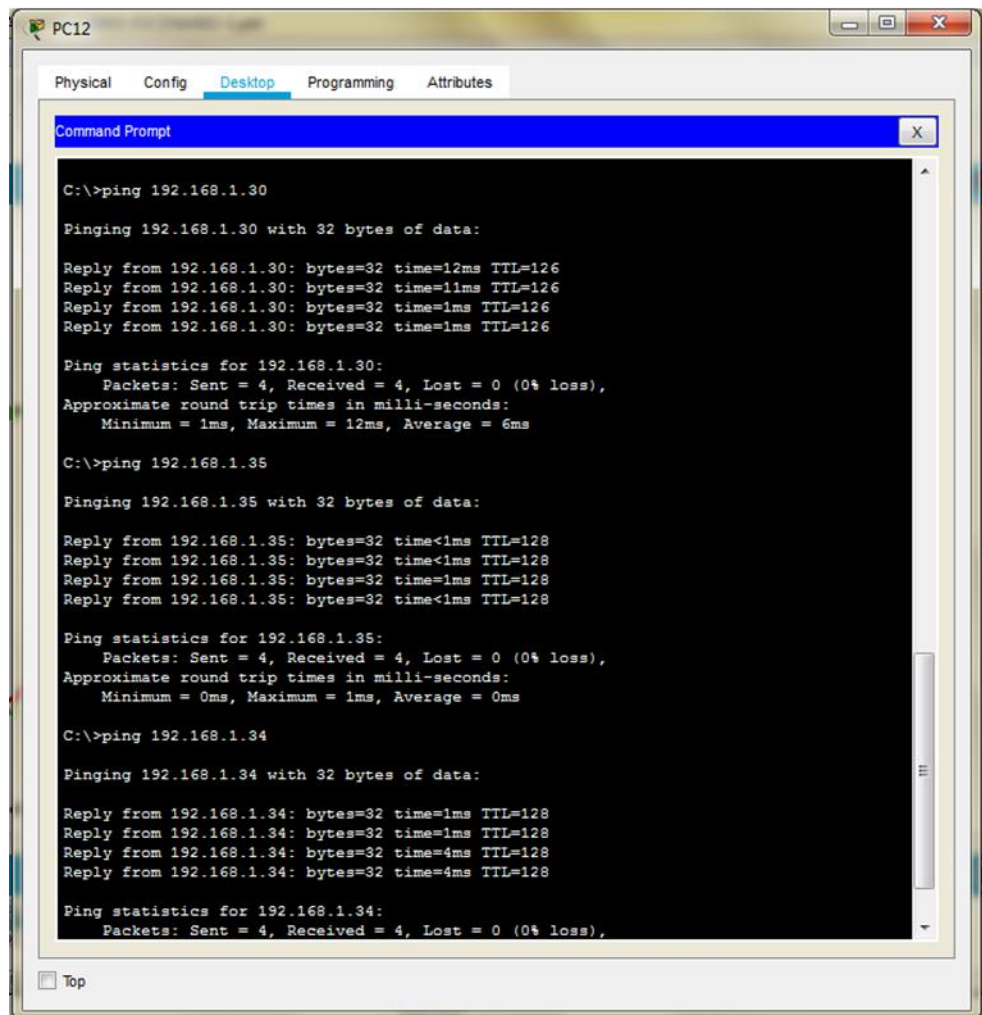 PC12
Physical Config Desktop Programming Attributes
Command Prompt
X
C:\>ping 192.168.1.30
Pinging 192.168.1.30 with 32 bytes of data:
Reply from 192.168.1.30: bytes=32 time=12ms TTL=126
Reply from 192.168.1.30: bytes=32 time=11ms TTL=126
Reply from 192.168.1.30: bytes=32 time=1ms TTL=126
Reply from 192.168.1.30: bytes=32 time=1ms TTL=126
Ping statistics for 192.168.1.30:
Packets: Sent = 4, Received = 4, Lost = 0 (0% loss),
Approximate round trip times in milli-seconds:
Minimum = 1ms, Maximum = 12ms, Average = 6ms
C:\>ping 192.168.1.35
Pinging 192.168.1.35 with 32 bytes of data:
Reply from 192.168.1.35: bytes=32 time<1ms TTL=128
Reply from 192.168.1.35: bytes=32 time<1ms TTL=128
Reply from 192.168.1.35: bytes=32 time=1ms TTL=128
Reply from 192.168.1.35: bytes=32 time<1ms TTL=128
Ping statistics for 192.168.1.35:
Packets: Sent = 4, Received = 4, Lost = 0 (0% loss),
Approximate round trip times in milli-seconds:
Minimum = 0ms, Maximum = 1ms, Average = 0ms
C:\>ping 192.168.1.34
Pinging 192.168.1.34 with 32 bytes of data:
Reply from 192.168.1.34: bytes=32 time=1ms TTL=128
Reply from 192.168.1.34: bytes=32 time=1ms TTL=128
Reply from 192.168.1.34: bytes=32 time=4ms TTL=128
Reply from 192.168.1.34: bytes=32 time=4ms TTL=128
Ping statistics for 192.168.1.34:
Packets: Sent = 4, Received = 4, Lost = 0 (0% loss),
Top